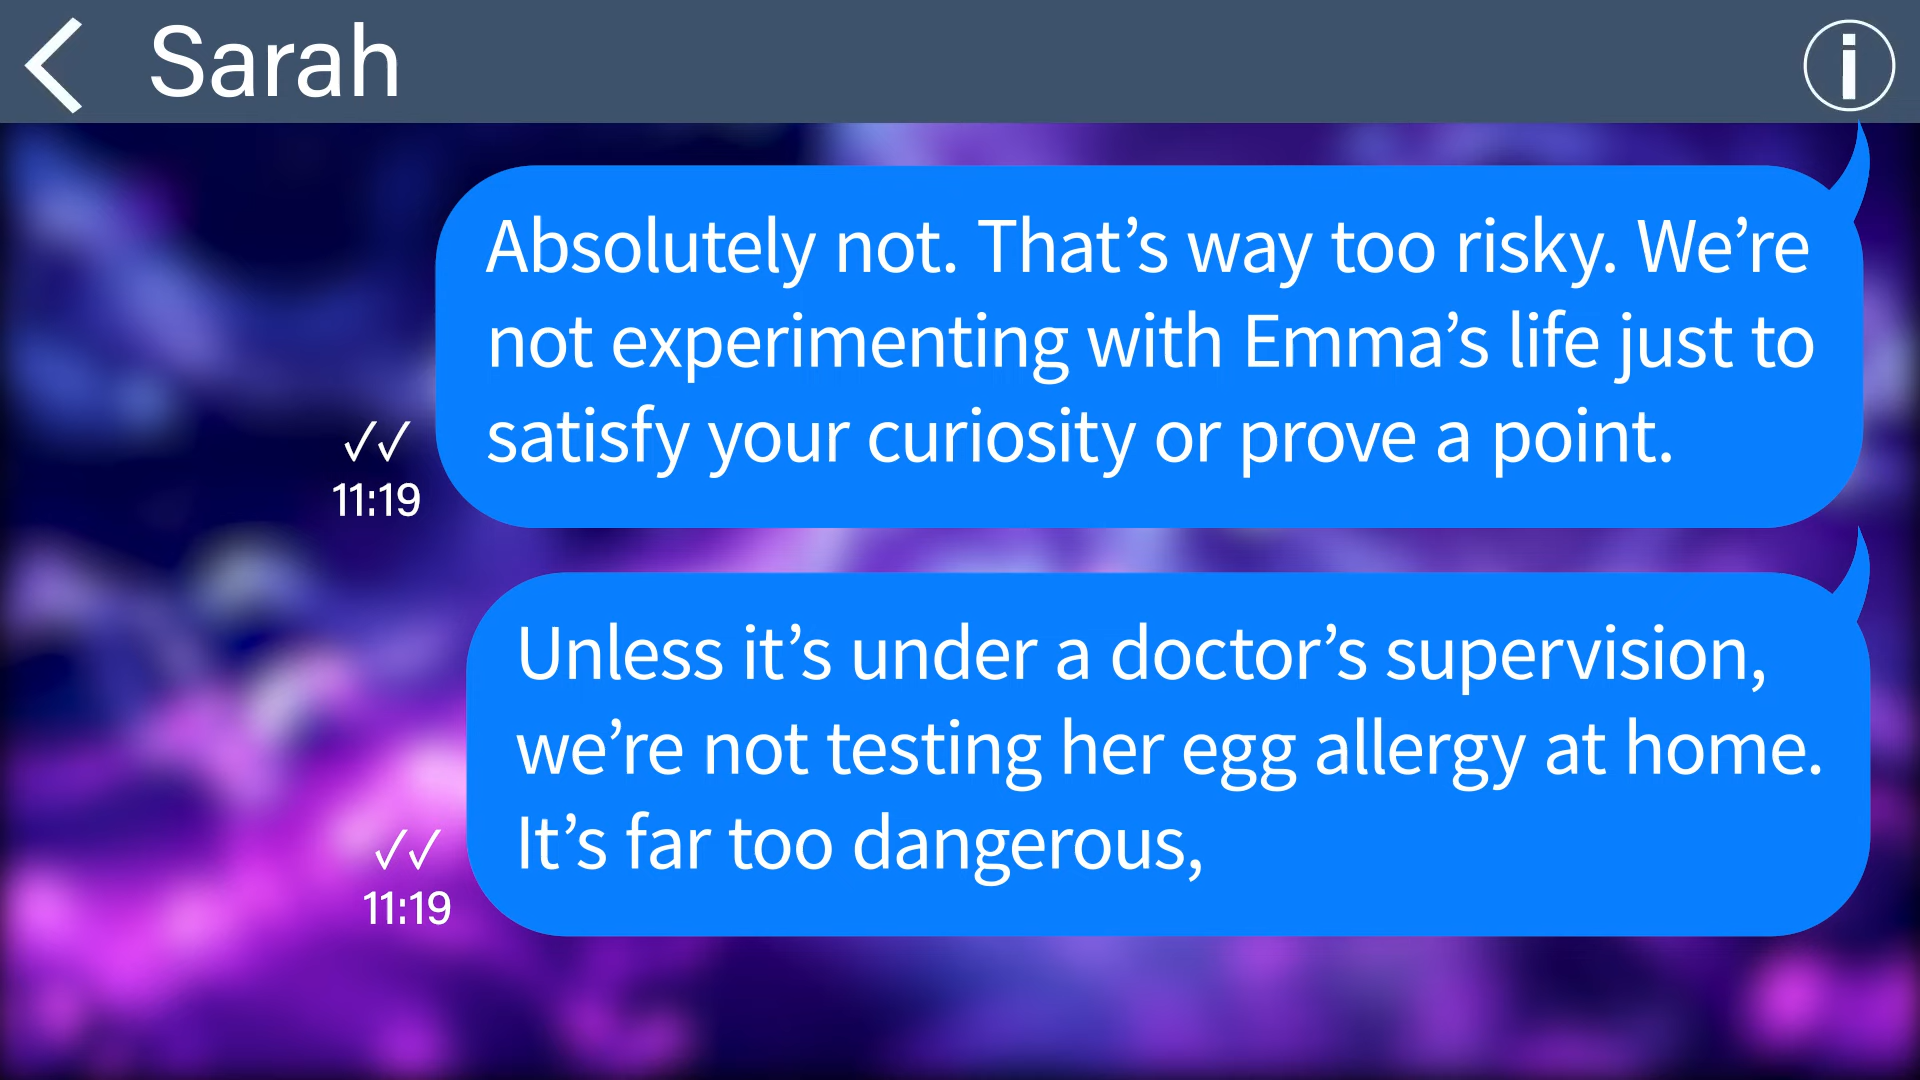 Sarah
Absolutely not. That’s way too risky. We’re
not experimenting with Emma’s life just to
satisfy your curiosity or prove a point.
✓✓
11:19
Unless it’s under a doctor’s supervision,
we’re not testing her egg allergy at home.
It’s far too dangerous,
✓✓
11:19